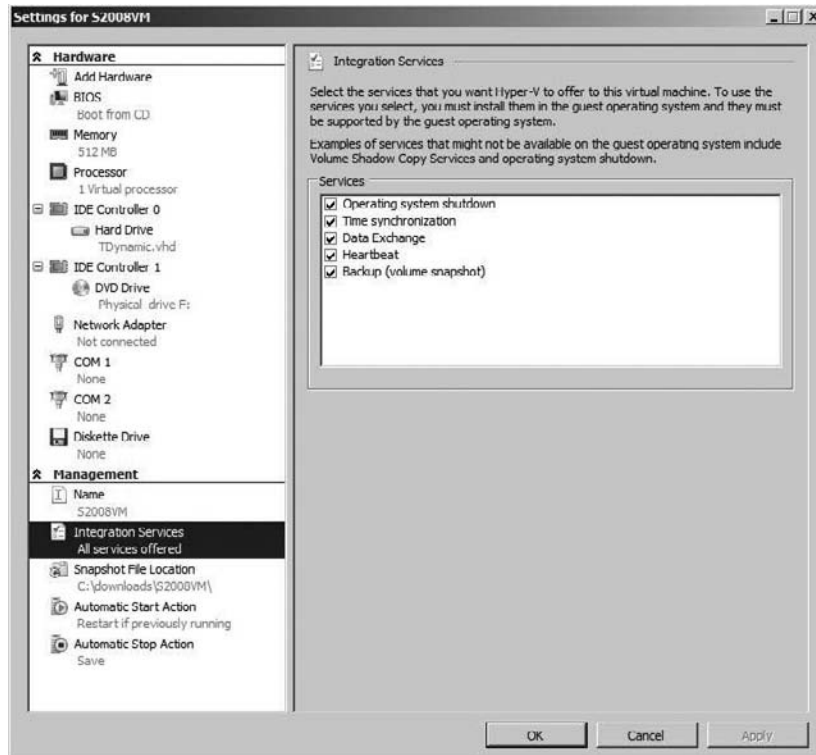 Settings for S2008VM
Hardware
Add Hardware
BIOS
Boot from CD
Memory
512 MB
Processor
1 Virtual processor
IDE Controller 0
Hard Drive
TDynamic.vhd
IDE Controller 1
DVD Drive
Physical drive F:
Network Adapter
Not connected
COM 1
None
COM 2
None
Diskette Drive
None
Management
Name
S2008VM
Integration Services
All services offered
Snapshot File Location
C:\downloads\S2008VM\
Automatic Start Action
Restart if previously running
Automatic Stop Action
Save
Integration Services
Select the services that you want Hyper-V to offer to this virtual machine. To use the
services you select, you must install them in the guest operating system and they must
be supported by the guest operating system.
Examples of services that might not be available on the guest operating system include
Volume Shadow Copy Services and operating system shutdown.
Services
Operating system shutdown
Time synchronization
Data Exchange
Heartbeat
Backup (volume snapshot)
OK
Cancel
Apply